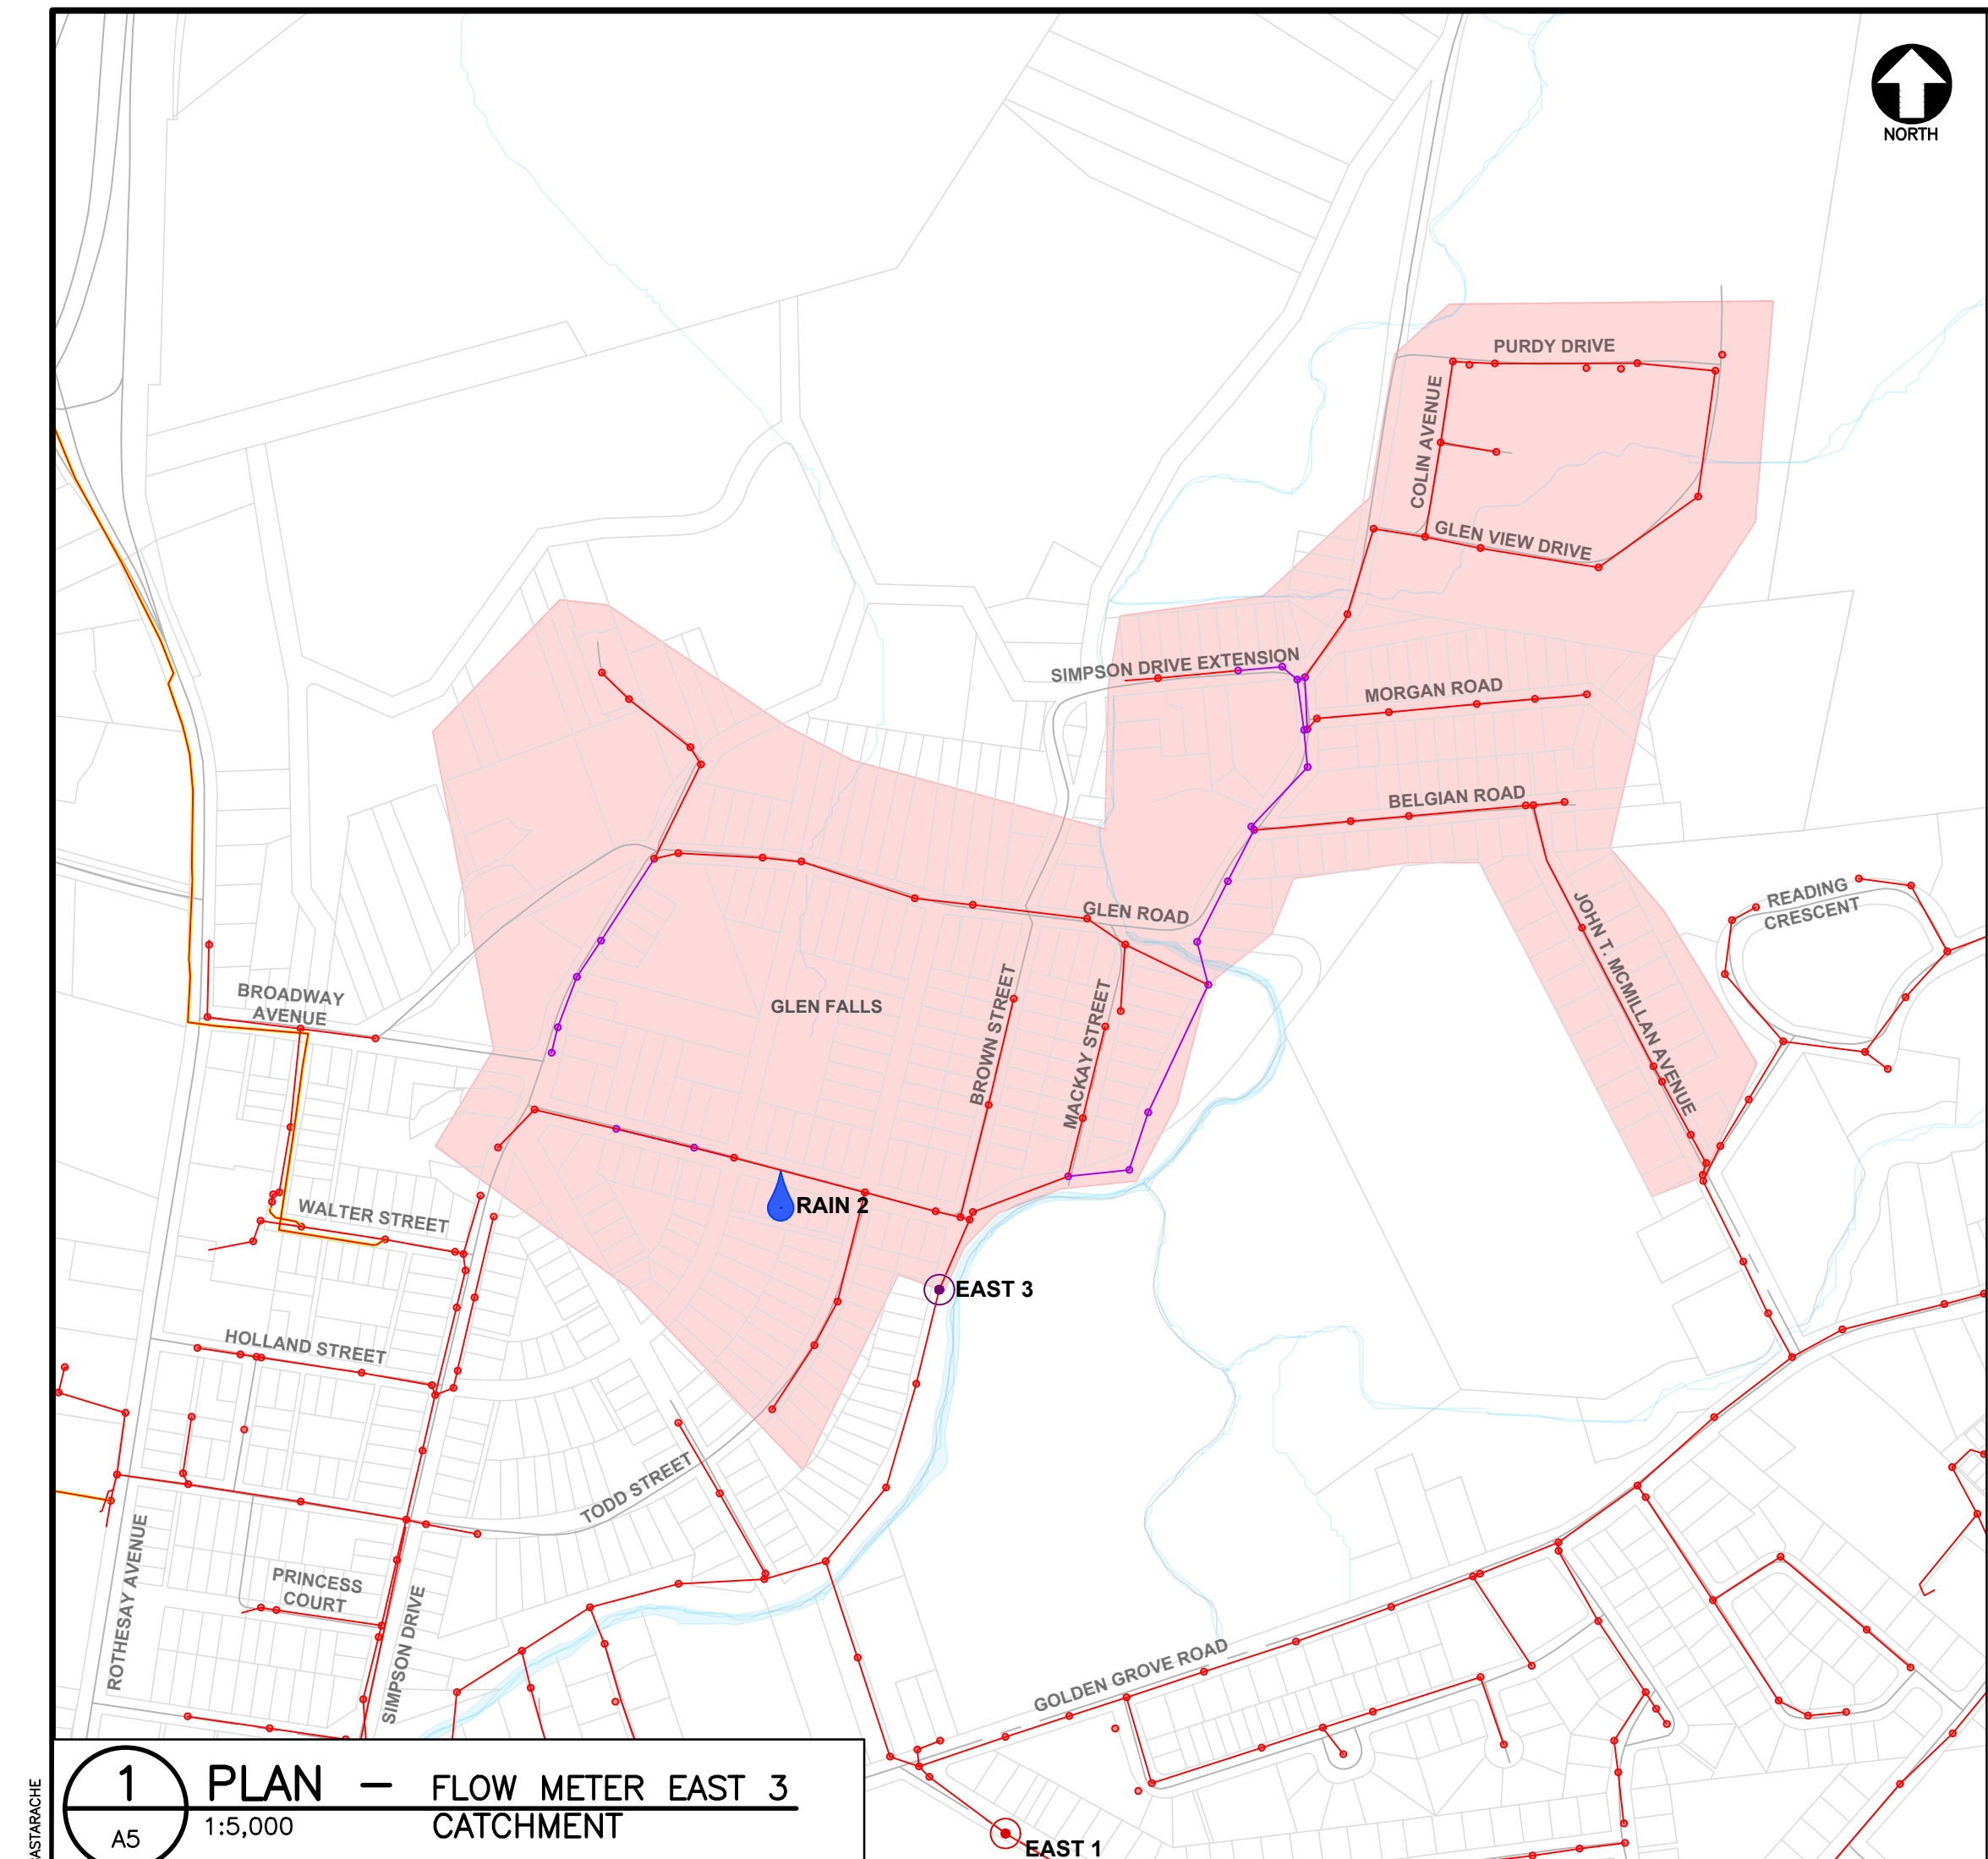 NORTH
PURDY DRIVE
COLIN AVENUE
GLEN VIEW DRIVE
SIMPSON DRIVE EXTENSION
MORGAN ROAD
BELGIAN ROAD
READING
CRESCENT
GLEN ROAD
JOHN T. MCMILLAN AVENUE
BROADWAY
AVENUE
GLEN FALLS
BROWN STREET
MACKAY STREET
WALTER STREET
RAIN 2
EAST 3
HOLLAND STREET
TODD STREET
ROTHESAY AVENUE
PRINCESS
COURT
SIMPSON DRIVE
GOLDEN GROVE ROAD
EAST 1
1
A5
PLAN – FLOW METER EAST 3
CATCHMENT
1:5,000
BASTARACHE